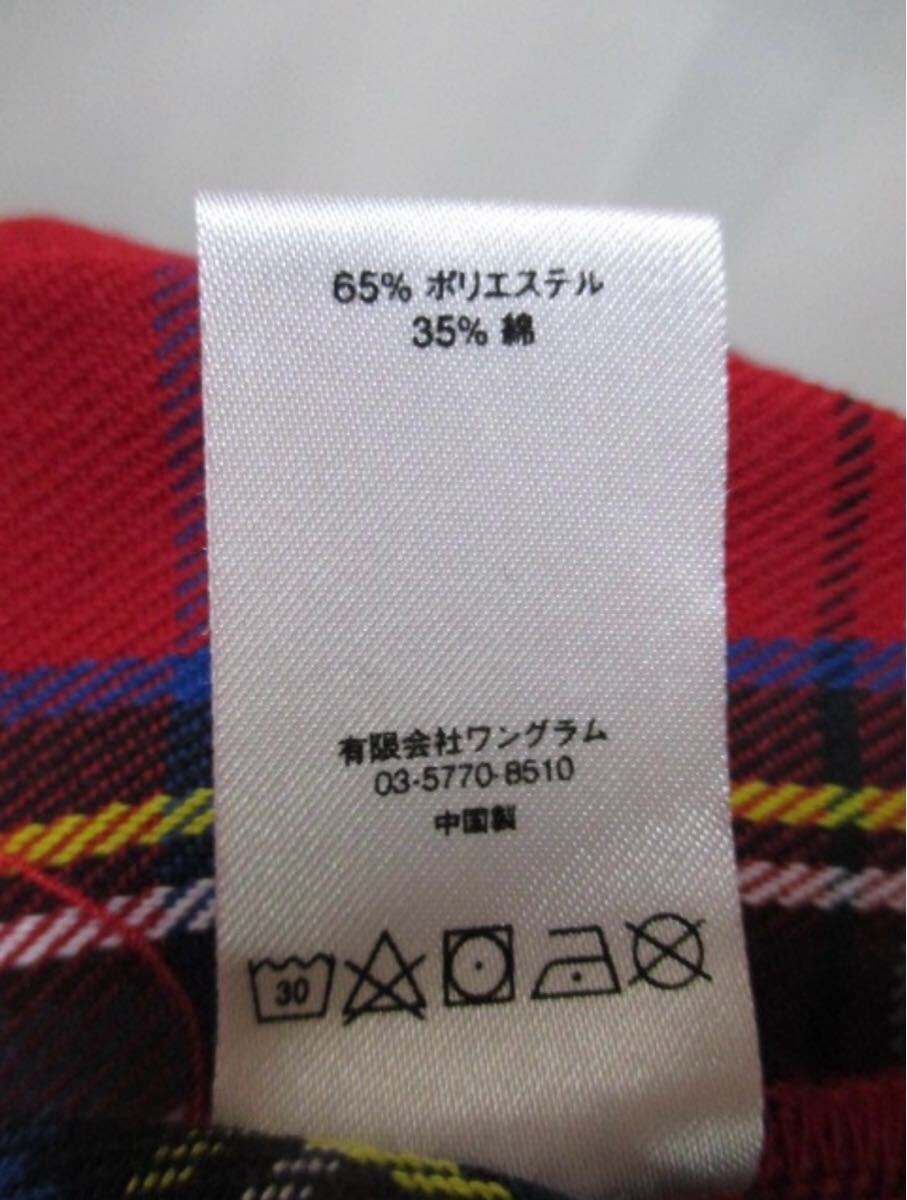 65% ポリエステル
35% 綿
有限会社ワングラム
03-5770-8510
中国製
30